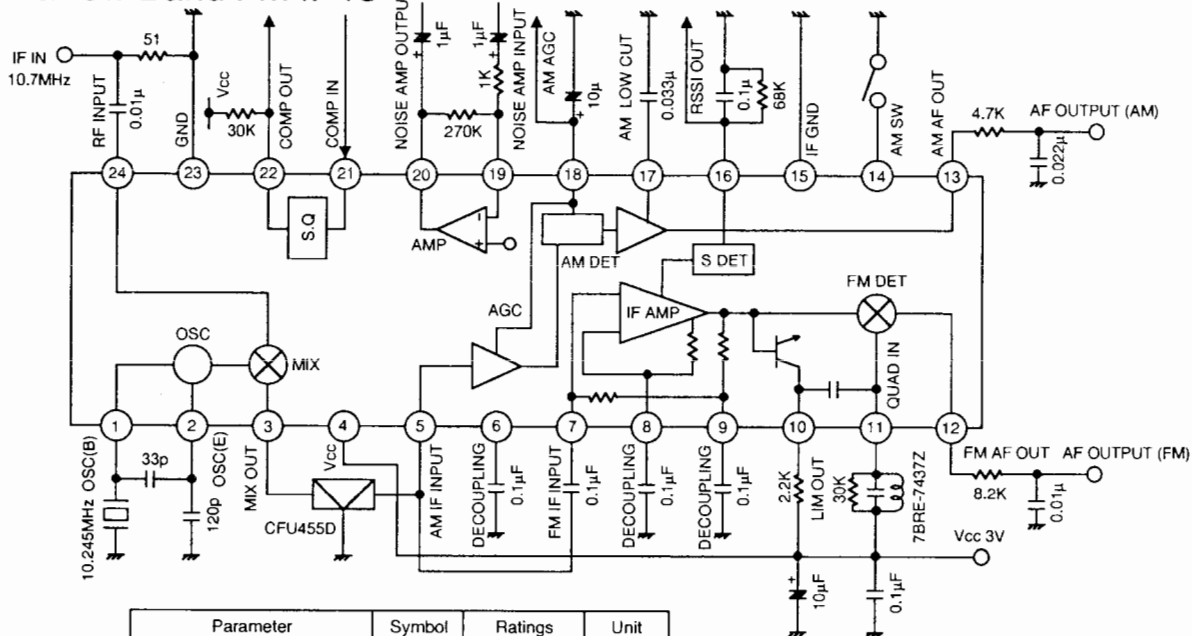 IF IN
10.7MHz
51
RF INPUT
0.01μ
GND
Vcc
30K
COMP OUT
COMP IN
NOISE AMP OUTPUT
1μF
+
270K
1μF
+
1K
NOISE AMP INPUT
AM AGC
10μ
+
AM LOW CUT
0.033μ
RSSI OUT
0.1μ
68K
IF GND
AM SW
AM AF OUT
4.7K
AF OUTPUT (AM)
0.022μ
24
23
22
21
20
19
18
17
16
15
14
13
S.Q
AMP
-
+
AM DET
S DET
AGC
IF AMP
FM DET
OSC
MIX
QUAD IN
1
2
3
4
5
6
7
8
9
10
11
12
OSC(B)
33p
10.245MHz
OSC(E)
120p
MIX OUT
CFU455D
Vcc
AM IF INPUT
DECOUPLING
0.1μF
FM IF INPUT
0.1μF
DECOUPLING
0.1μF
DECOUPLING
0.1μF
2.2K
LIM OUT
30K
7BRE-7437Z
FM AF OUT
AF OUTPUT (FM)
8.2K
0.01μ
Vcc 3V
+
10μF
0.1μF
Parameter Symbol Ratings Unit